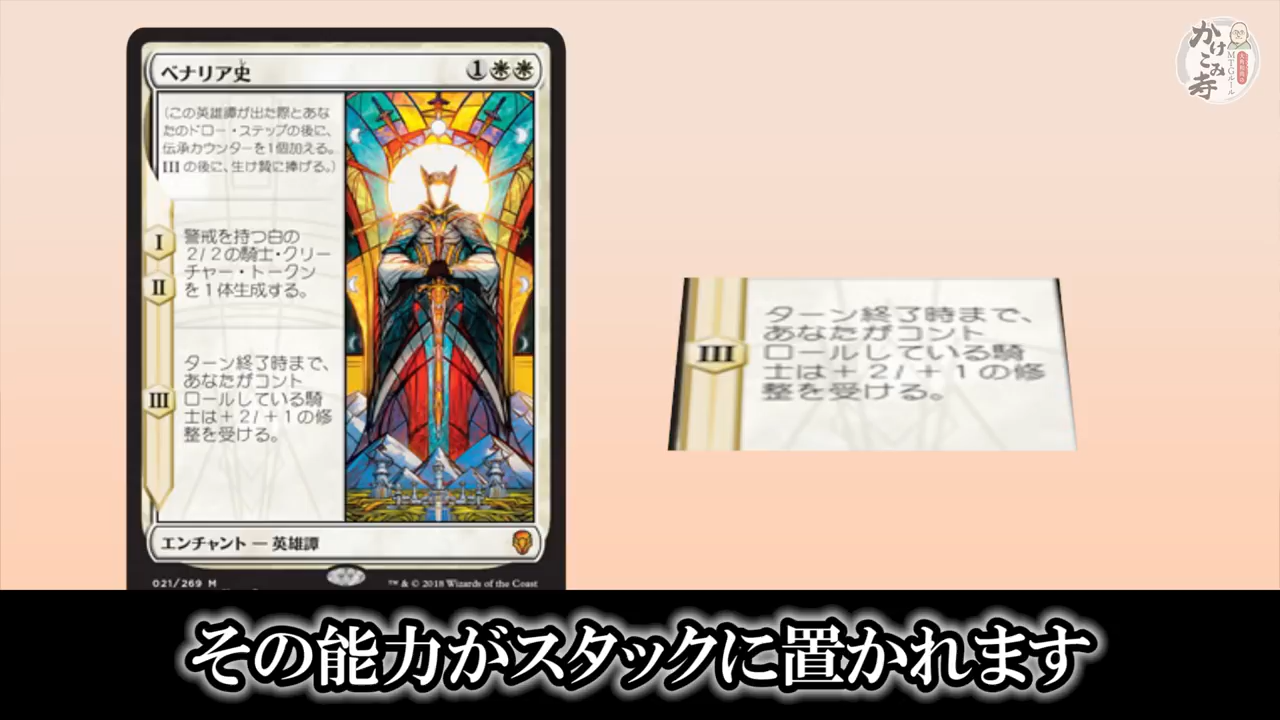 ベナリア史 1
(この英雄譚が出た際とあな
たのドロー・ステップの後に、
伝承カウンターを1個加える。
III の後に、生け贄に捧げる。)
I
II
警戒を持つ白の
2/2の騎士・クリー
チャー・トークン
を1体生成する。
III
ターン終了時まで、
あなたがコント
ロールしている騎
士は+2/+1の修
整を受ける。
エンチャント ― 英雄譚
021/269 M
™ & © 2018 Wizards of the Coast
III
ターン終了時まで、
あなたがコント
ロールしている騎
士は+2/+1の修
整を受ける。
かけこみ寺
MTGルール
その能力がスタックに置かれます